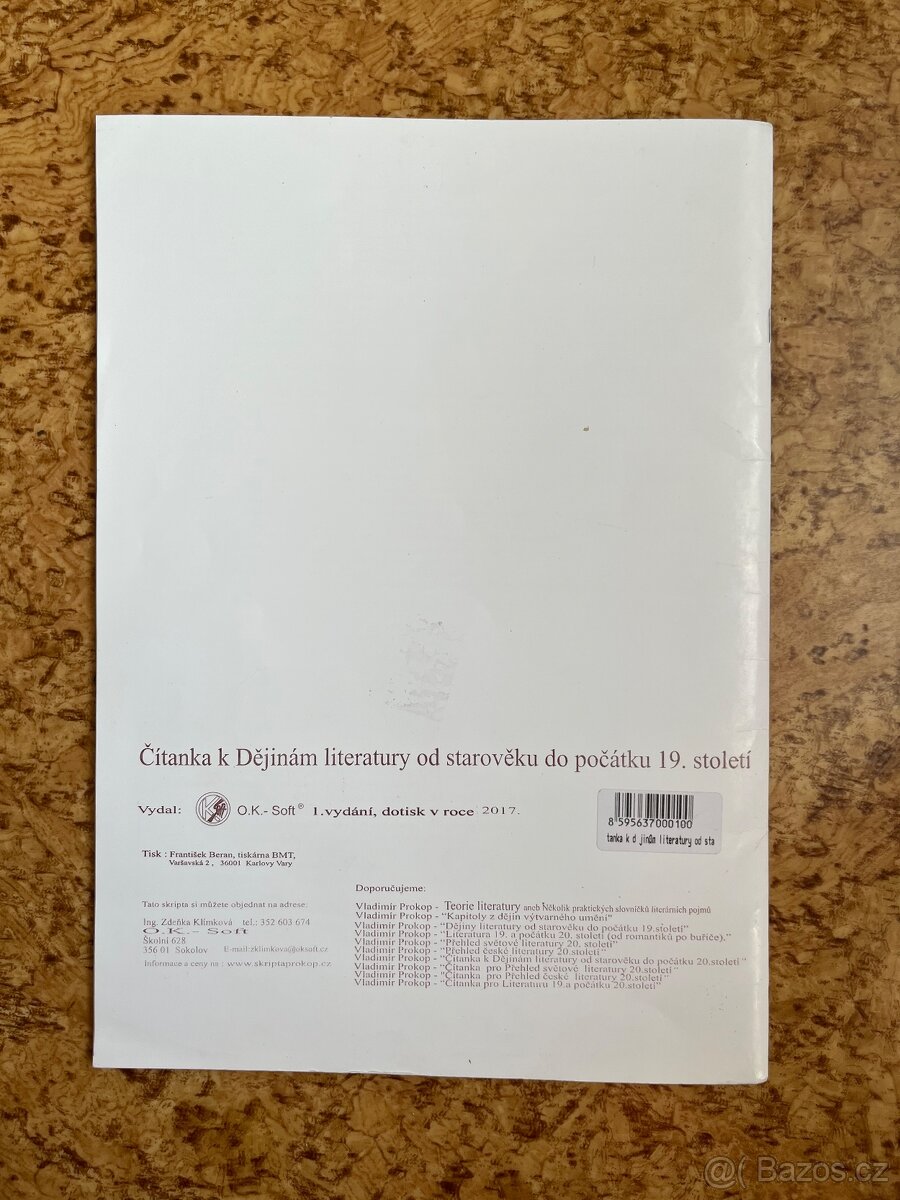 Čítanka k Dějinám literatury od starověku do počátku 19. století
Vydal: O.K.- Soft® 1.vydání, dotisk v roce 2017.
8 595637000100
tanka k d jinům literatury od sta
Tisk : František Beran, tiskárna BMT,
Varšavská 2 , 36001 Karlovy Vary
Tato skripta si můžete objednat na adrese:
Ing. Zdeňka Klímková tel.: 352 603 674
O.K.- Soft
Školní 628
356 01 Sokolov E-mail:zklimkova@oksoft.cz
Informace a ceny na : www.skriptaprokop.cz
Doporučujeme:
Vladimír Prokop - Teorie literatury aneb Několik praktických slovníčků literárních pojmů
Vladimír Prokop - "Kapitoly z dějin výtvarného umění"
Vladimír Prokop - "Dějiny literatury od starověku do počátku 19.století"
Vladimír Prokop - "Literatura 19. a počátku 20. století (od romantiků po buřiče)."
Vladimír Prokop - "Přehled světové literatury 20. století"
Vladimír Prokop - "Přehled české literatury 20.století"
Vladimír Prokop - "Čítanka k Dějinám literatury od starověku do počátku 20.století "
Vladimír Prokop - "Čítanka pro Přehled světové literatury 20.století "
Vladimír Prokop - "Čítanka pro Přehled české literatury 20.století"
Vladimír Prokop - "Čítanka pro Literaturu 19.a počátku 20.století"
@( Bazos.cz